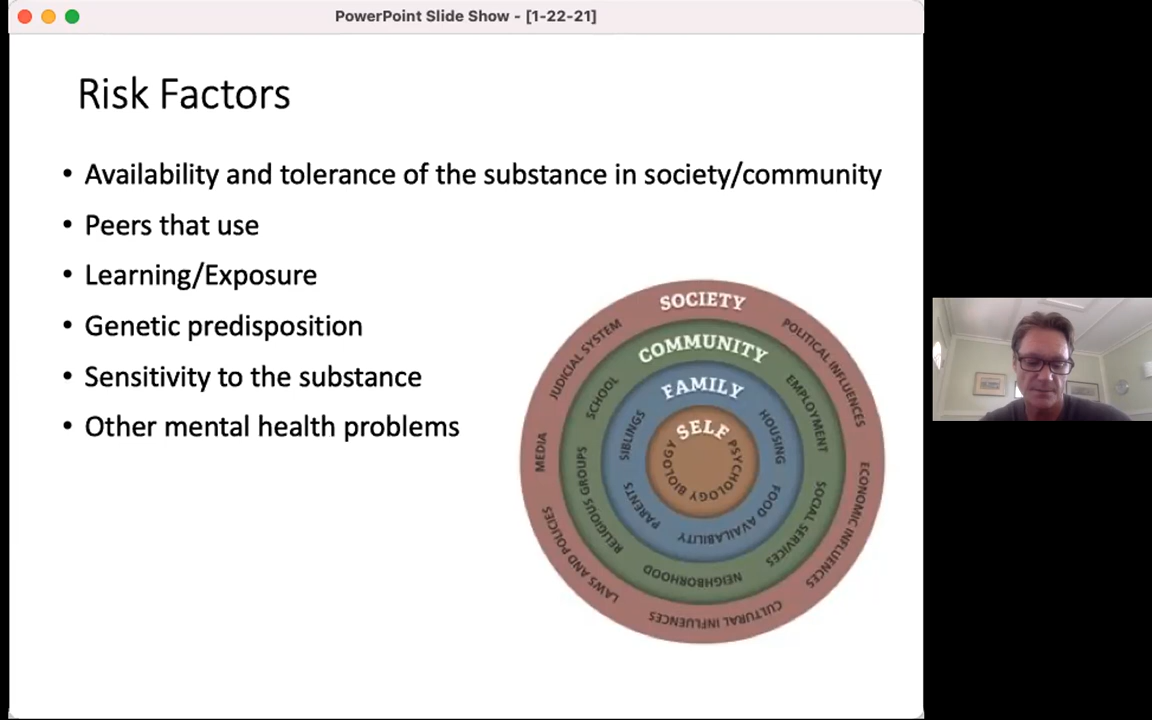 PowerPoint Slide Show - [1-22-21]
Risk Factors
• Availability and tolerance of the substance in society/community
• Peers that use
• Learning/Exposure
• Genetic predisposition
• Sensitivity to the substance
• Other mental health problems
SOCIETY
JUDICIAL SYSTEM
POLITICAL INFLUENCES
MEDIA
ECONOMIC INFLUENCES
LAWS AND POLICIES
CULTURAL INFLUENCES
COMMUNITY
SCHOOL
EMPLOYMENT
RELIGIOUS GROUPS
SOCIAL SERVICES
NEIGHBORHOOD
FAMILY
SIBLINGS
HOUSING
PARENTS
FOOD AVAILABILITY
SELF
BIOLOGY
PSYCHOLOGY